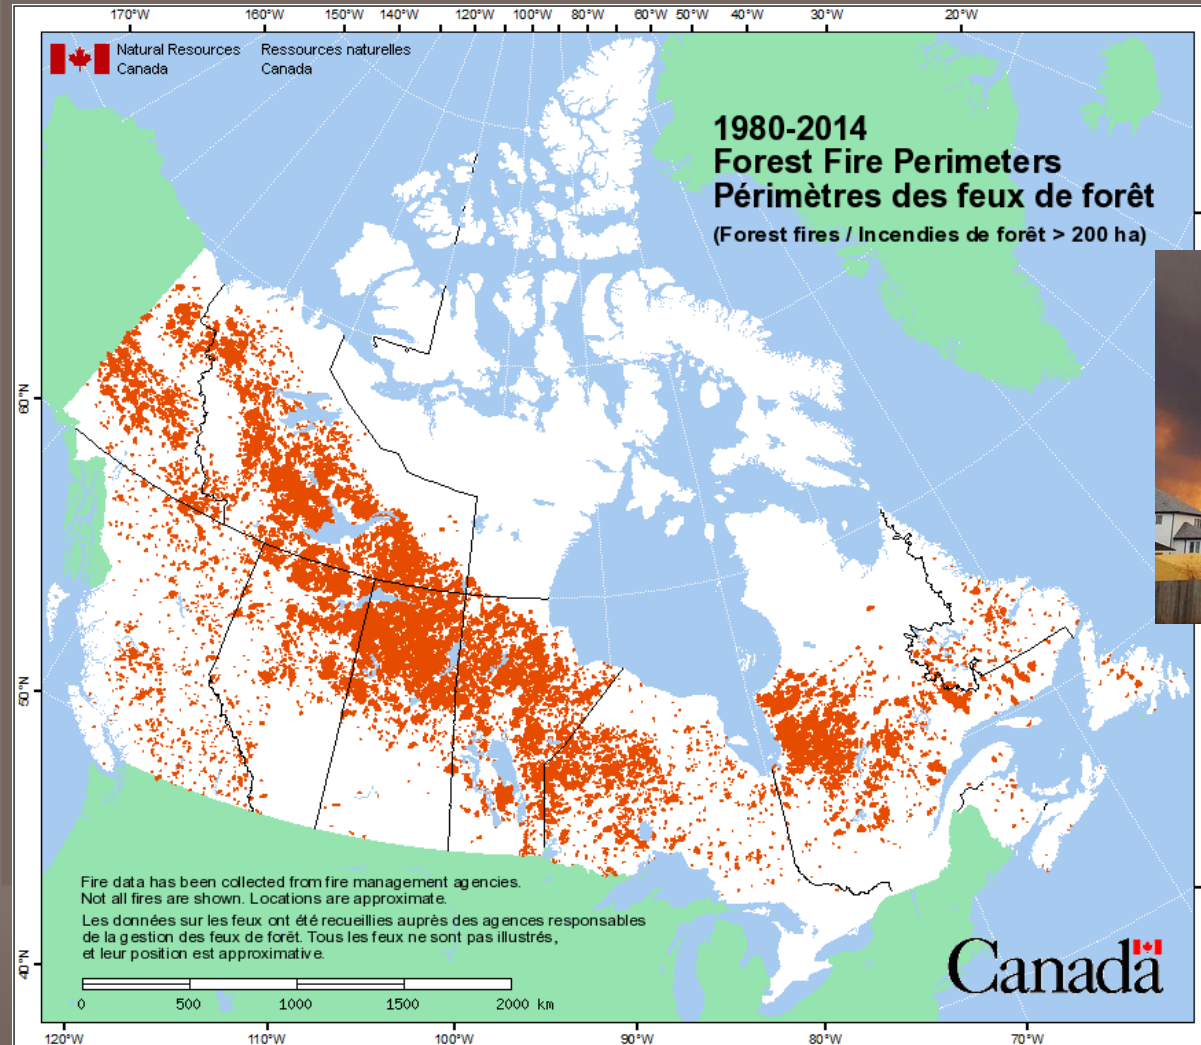 170°W 160°W 150°W 140°W 120°W 100°W 80°W 60°W 50°W 40°W 30°W 20°W
Natural Resources Ressources naturelles
Canada Canada
1980-2014
Forest Fire Perimeters
Périmètres des feux de forêt
(Forest fires / Incendies de forêt > 200 ha)
60°N
50°N
40°N
Fire data has been collected from fire management agencies.
Not all fires are shown. Locations are approximate.
Les données sur les feux ont été recueillies auprès des agences responsables
de la gestion des feux de forêt. Tous les feux ne sont pas illustrés,
et leur position est approximative.
0 500 1000 1500 2000 km
Canada
120°W 110°W 100°W 90°W 80°W 70°W